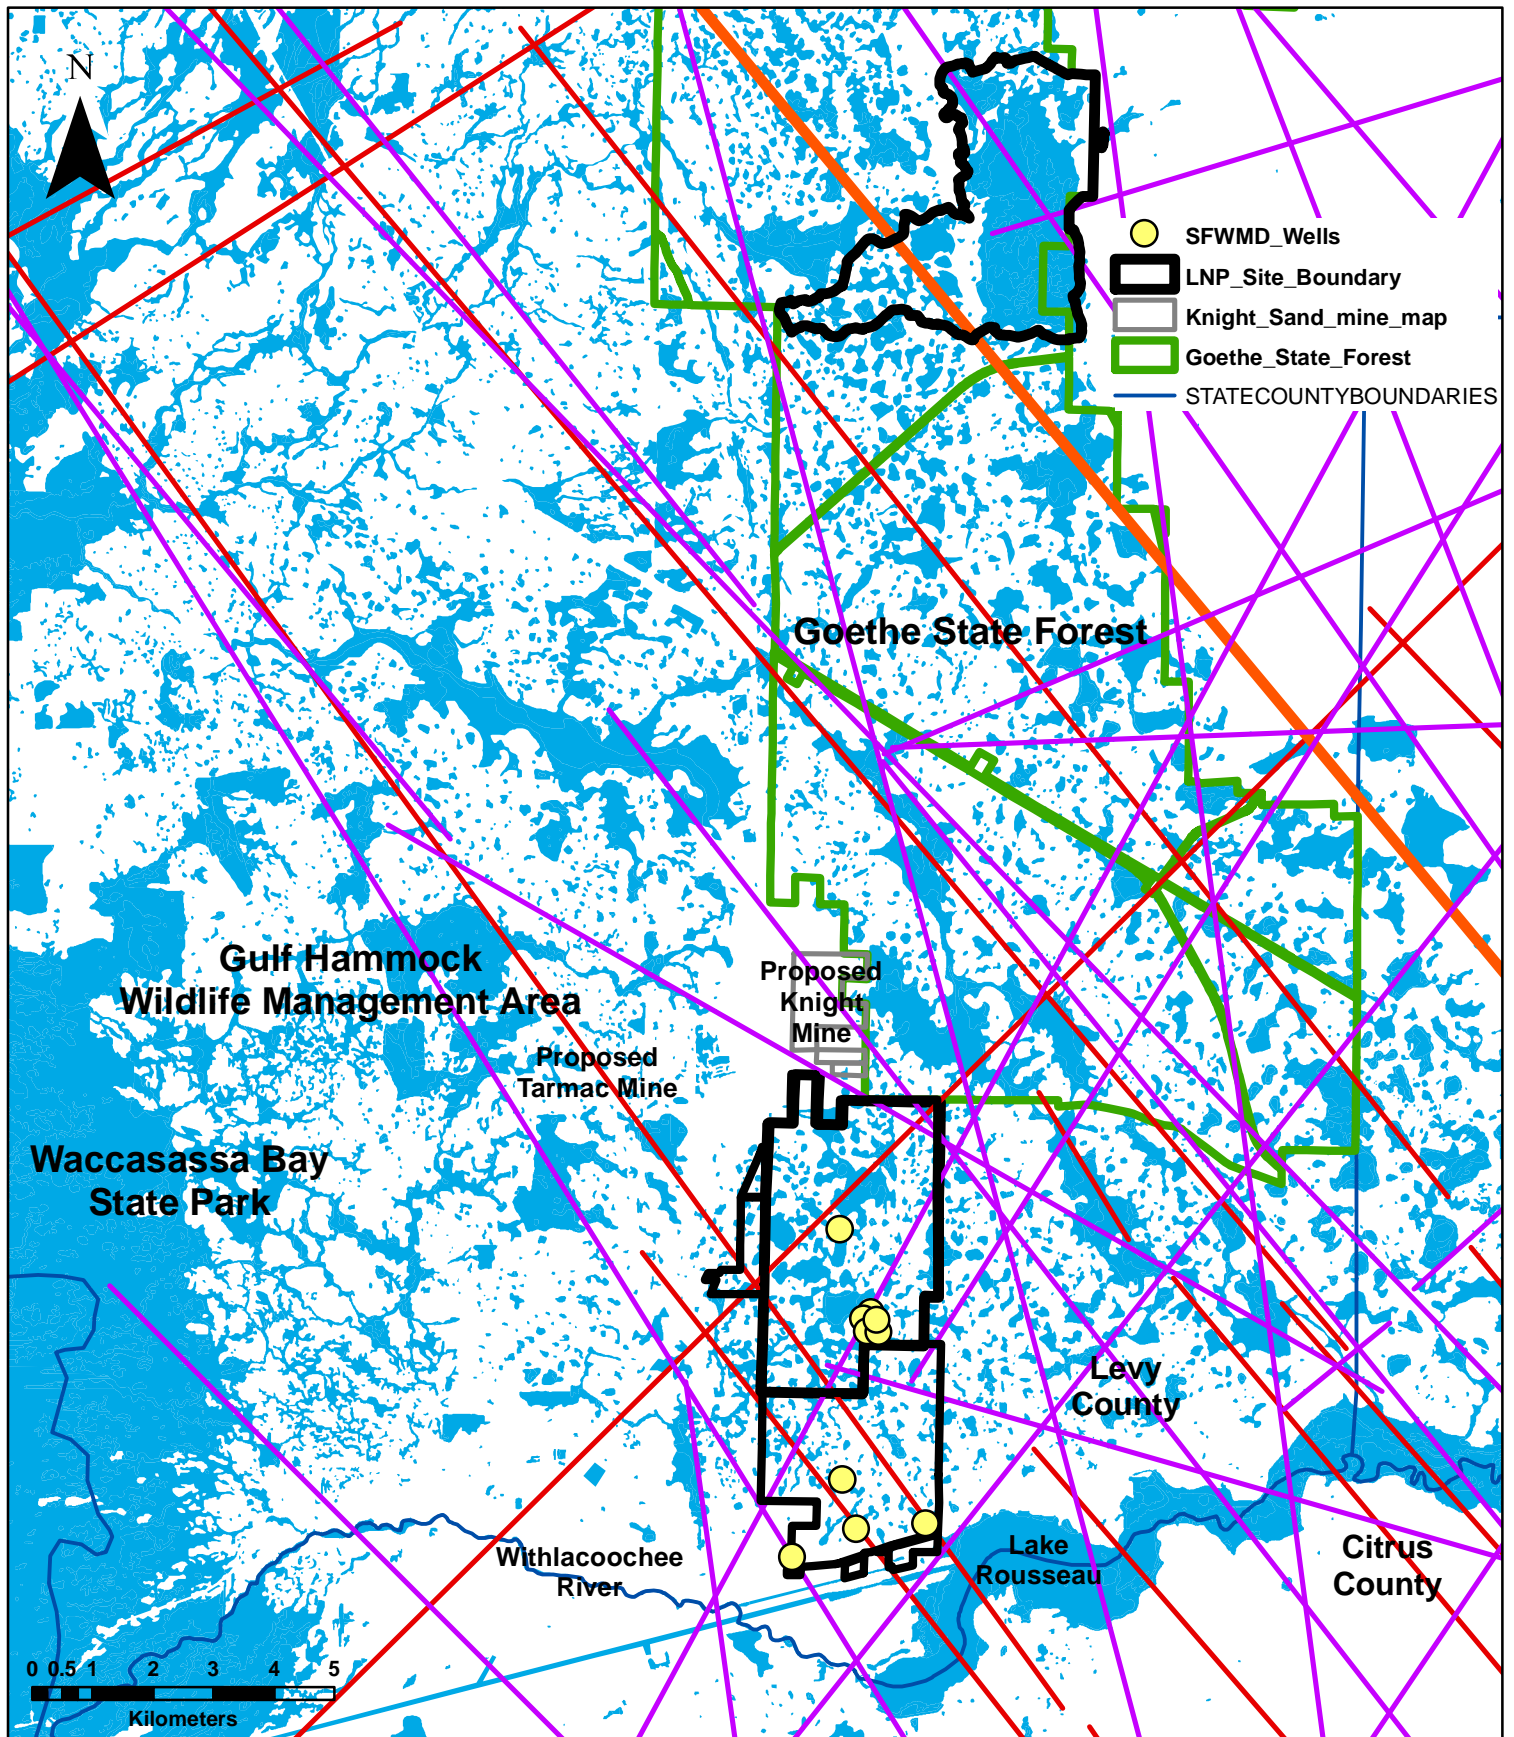 N
SFWMD_Wells
LNP_Site_Boundary
Knight_Sand_mine_map
Goethe_State_Forest
STATECOUNTYBOUNDARIES
Goethe State Forest
Gulf Hammock
Wildlife Management Area
Proposed
Knight
Mine
Proposed
Tarmac Mine
Waccasassa Bay
State Park
Levy
County
Withlacoochee
River
Lake
Rousseau
Citrus
County
0 0.5 1 2 3 4 5
Kilometers